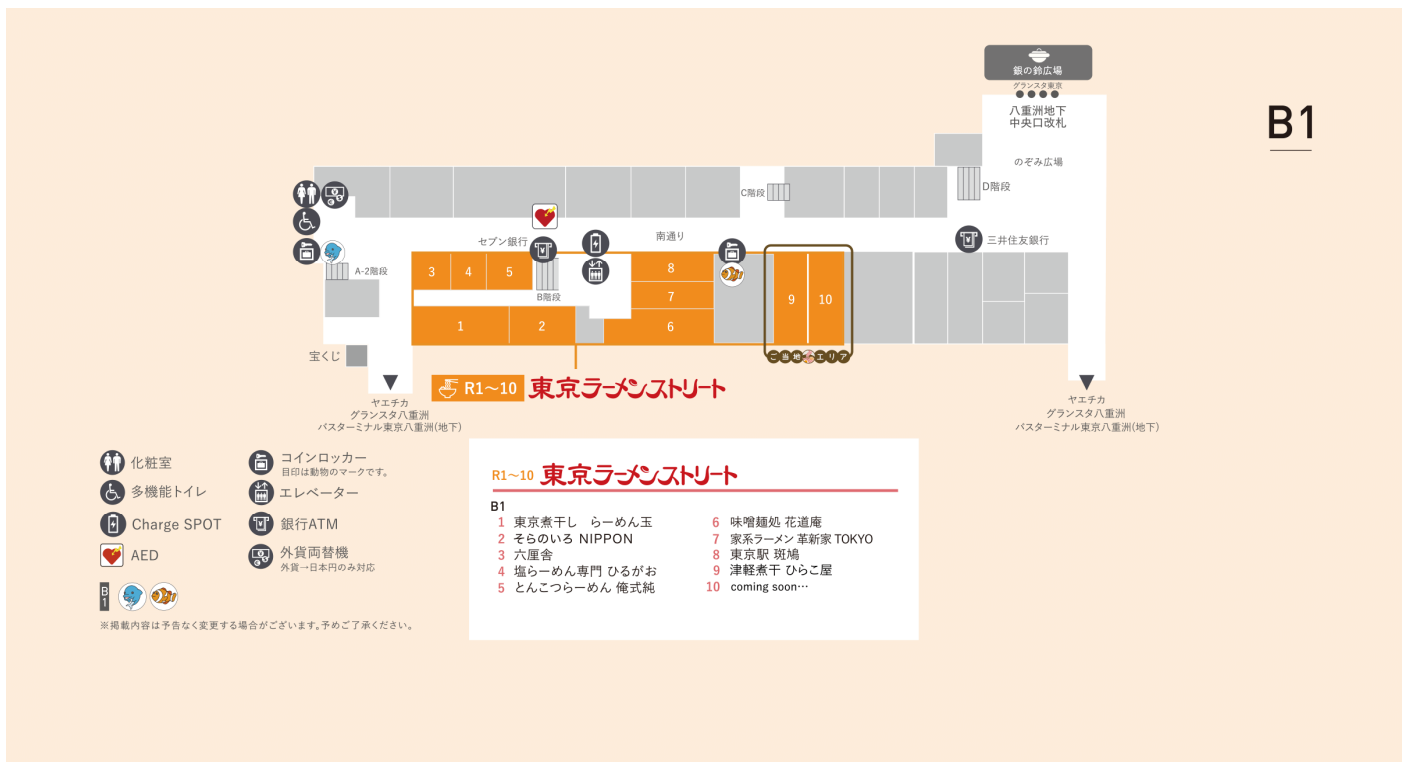 銀の鈴広場
グランスタ東京
八重洲地下
中央口改札
B1
のぞみ広場
C階段
D階段
セブン銀行
南通り
三井住友銀行
A-2階段
3
4
5
8
B階段
7
9
10
1
2
6
宝くじ
ご当地エリア
R1～10 東京ラーメンストリート
ヤエチカ
グランスタ八重洲
バスターミナル東京八重洲(地下)
ヤエチカ
グランスタ八重洲
バスターミナル東京八重洲(地下)
化粧室
コインロッカー
目印は動物のマークです。
多機能トイレ
エレベーター
Charge SPOT
銀行ATM
AED
外貨両替機
外貨→日本円のみ対応
B1
※掲載内容は予告なく変更する場合がございます。予めご了承ください。
R1～10 東京ラーメンストリート
B1
1 東京煮干し らーめん玉
2 そらのいろ NIPPON
3 六厘舎
4 塩らーめん専門 ひるがお
5 とんこつらーめん 俺式純
6 味噌麺処 花道庵
7 家系ラーメン 革新家 TOKYO
8 東京駅 斑鳩
9 津軽煮干 ひらこ屋
10 coming soon…